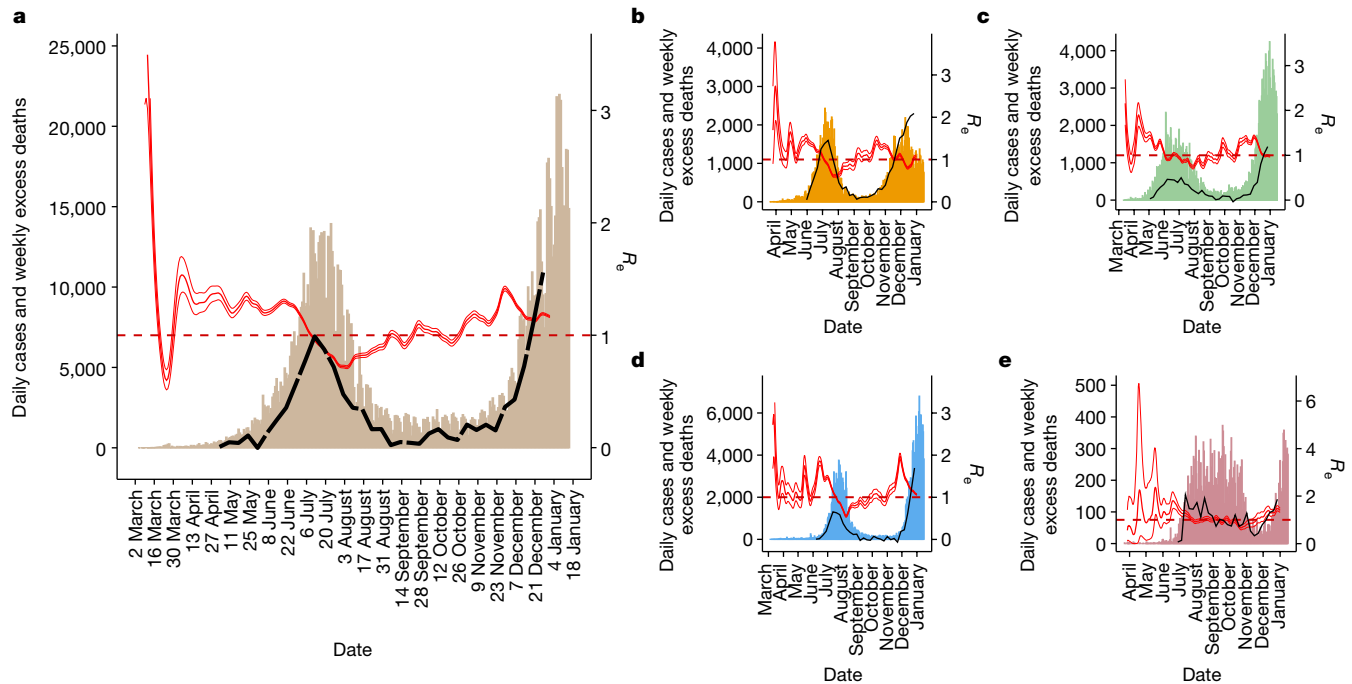 a
25,000
20,000
15,000
10,000
5,000
0
Daily cases and weekly excess deaths
3
2
1
0
Re
2 March
16 March
30 March
13 April
27 April
11 May
25 May
8 June
22 June
6 July
20 July
3 August
17 August
31 August
14 September
28 September
12 October
26 October
9 November
23 November
7 December
21 December
4 January
18 January
Date
b
4,000
3,000
2,000
1,000
0
Daily cases and weekly
excess deaths
3
2
1
0
Re
April
May
June
July
August
September
October
November
December
January
Date
c
4,000
3,000
2,000
1,000
0
Daily cases and weekly
excess deaths
3
2
1
0
Re
March
April
May
June
July
August
September
October
November
December
January
Date
d
6,000
4,000
2,000
0
Daily cases and weekly
excess deaths
3
2
1
0
Re
March
April
May
June
July
August
September
October
November
December
January
Date
e
500
400
300
200
100
0
Daily cases and weekly
excess deaths
6
4
2
0
Re
April
May
June
July
August
September
October
November
December
January
Date